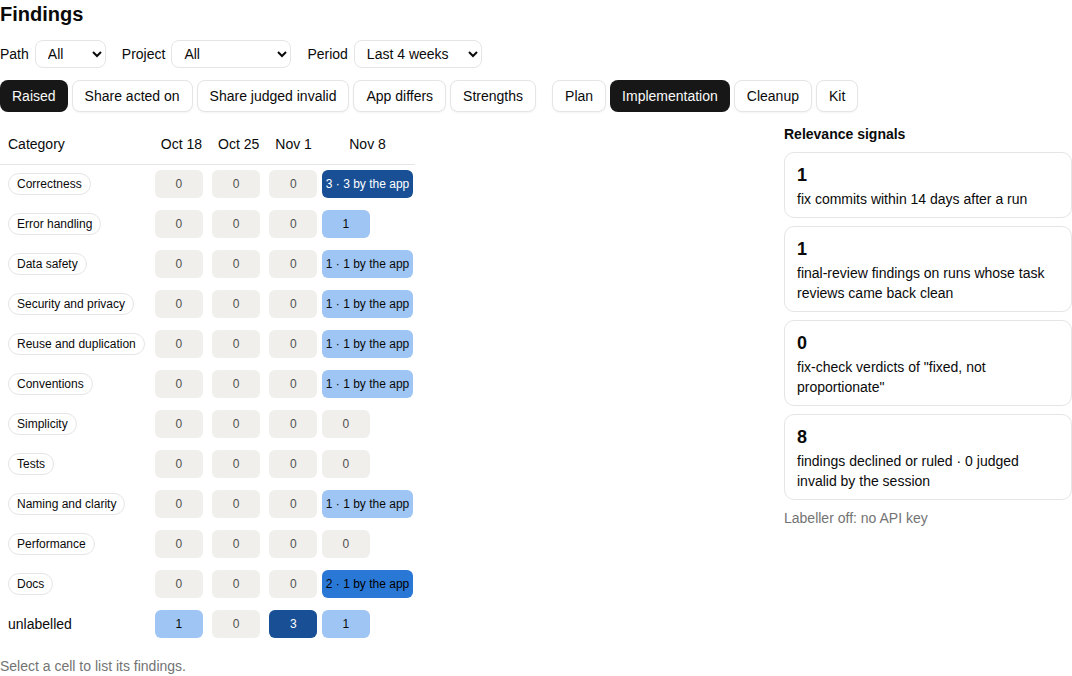 Findings
Path All Project All Period Last 4 weeks
Raised Share acted on Share judged invalid App differs Strengths Plan Implementation Cleanup Kit
Category Oct 18 Oct 25 Nov 1 Nov 8
Correctness 0 0 0 3 · 3 by the app
Error handling 0 0 0 1
Data safety 0 0 0 1 · 1 by the app
Security and privacy 0 0 0 1 · 1 by the app
Reuse and duplication 0 0 0 1 · 1 by the app
Conventions 0 0 0 1 · 1 by the app
Simplicity 0 0 0 0
Tests 0 0 0 0
Naming and clarity 0 0 0 1 · 1 by the app
Performance 0 0 0 0
Docs 0 0 0 2 · 1 by the app
unlabelled 1 0 3 1
Select a cell to list its findings.
Relevance signals
1
fix commits within 14 days after a run
1
final-review findings on runs whose task
reviews came back clean
0
fix-check verdicts of "fixed, not
proportionate"
8
findings declined or ruled · 0 judged
invalid by the session
Labeller off: no API key